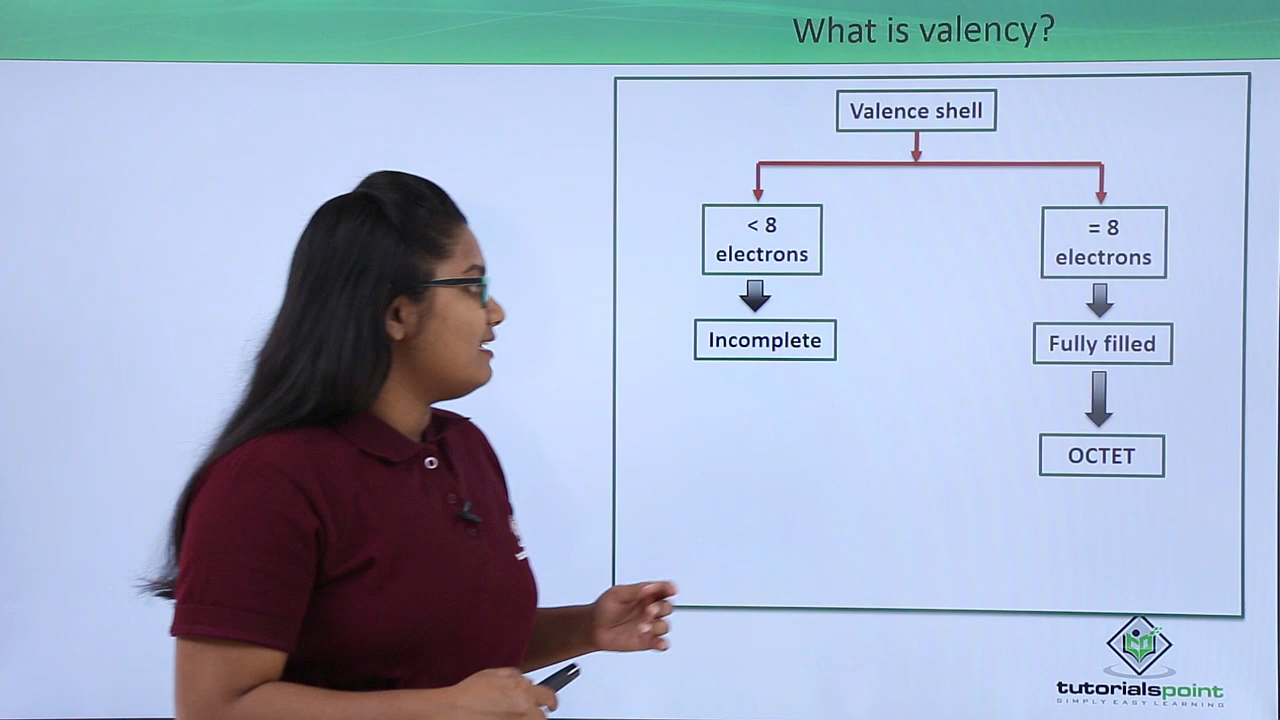 What is valency?
Valence shell
< 8
electrons
= 8
electrons
Incomplete
Fully filled
OCTET
tutorialspoint
SIMPLY EASY LEARNING